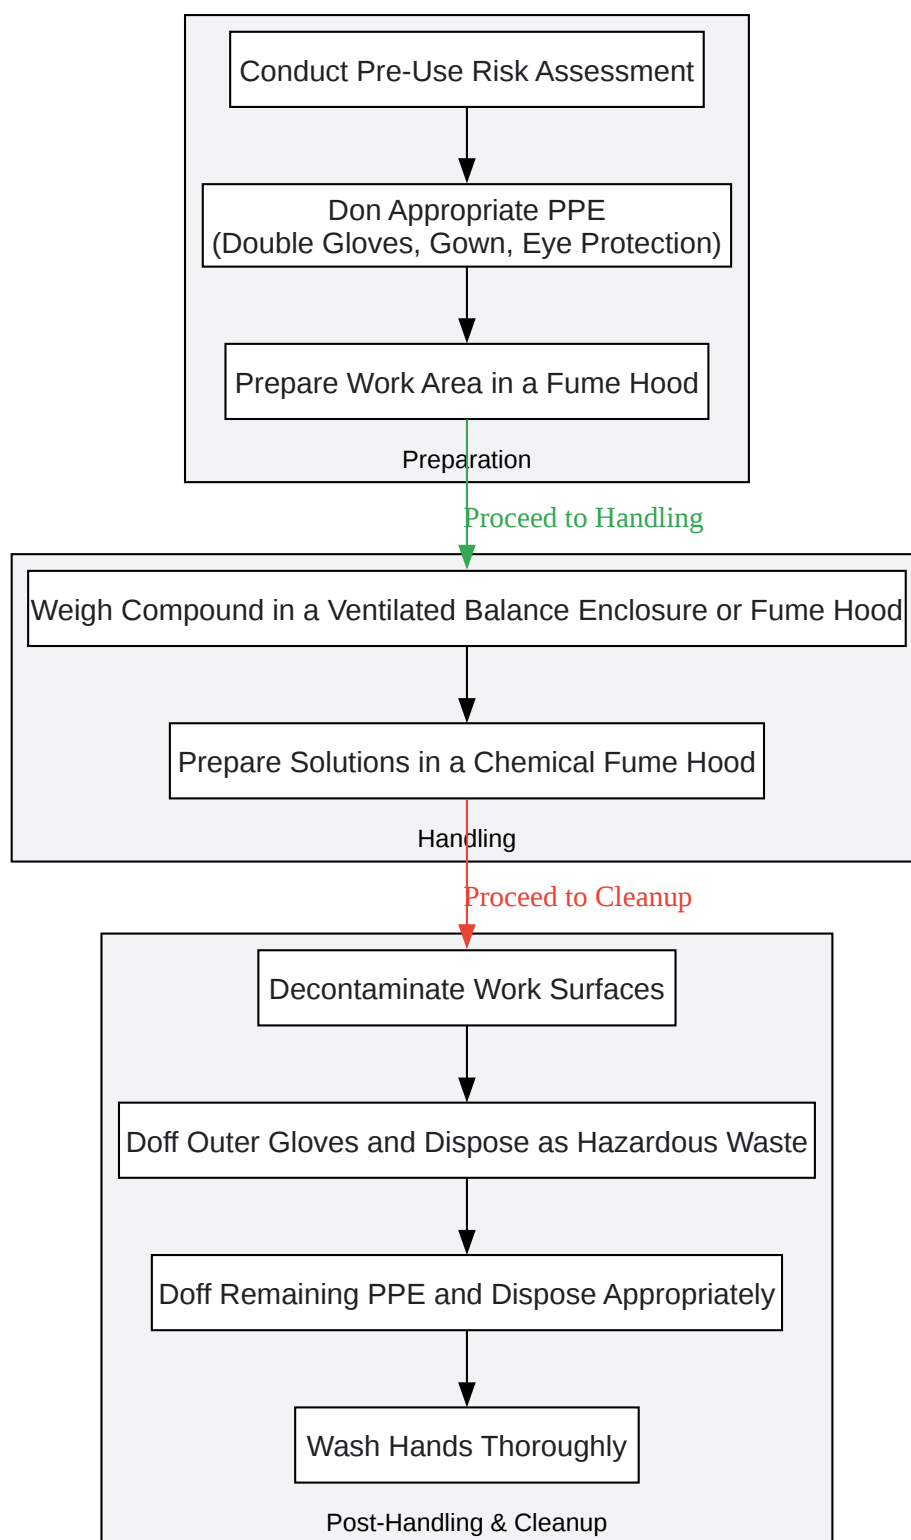 Conduct Pre-Use Risk Assessment
Don Appropriate PPE
(Double Gloves, Gown, Eye Protection)
Prepare Work Area in a Fume Hood
Preparation
Proceed to Handling
Weigh Compound in a Ventilated Balance Enclosure or Fume Hood
Prepare Solutions in a Chemical Fume Hood
Handling
Proceed to Cleanup
Decontaminate Work Surfaces
Doff Outer Gloves and Dispose as Hazardous Waste
Doff Remaining PPE and Dispose Appropriately
Wash Hands Thoroughly
Post-Handling & Cleanup